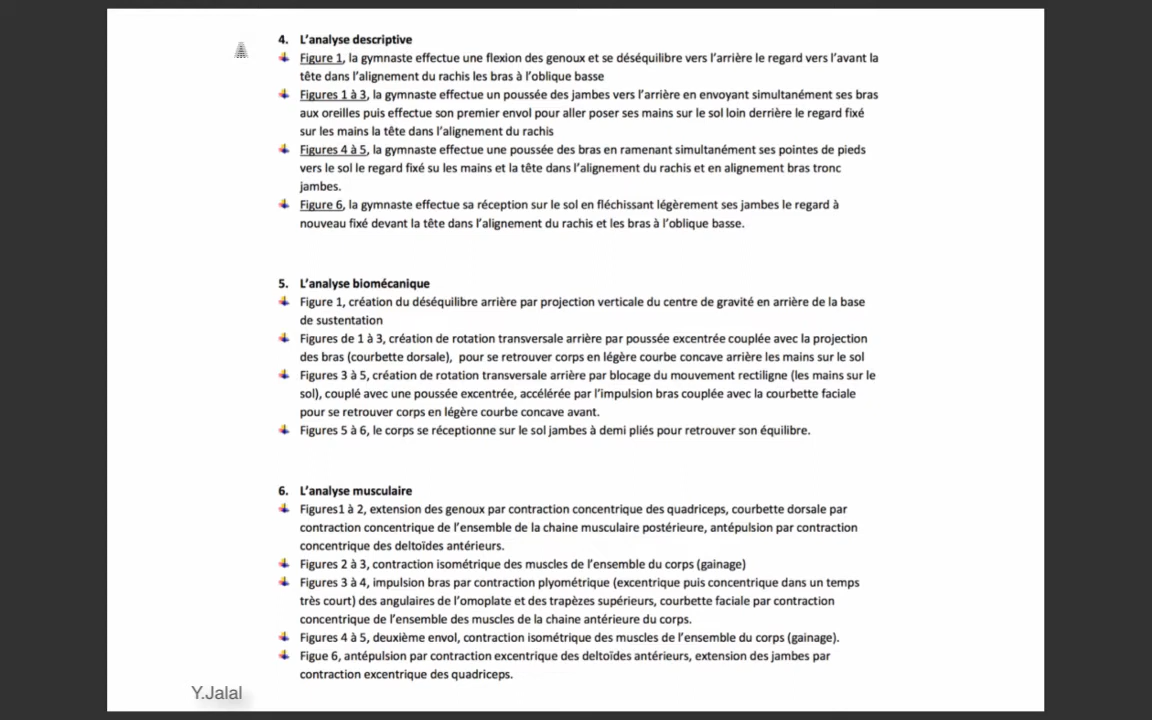 4. L'analyse descriptive
Figure 1, la gymnaste effectue une flexion des genoux et se déséquilibre vers l'arrière le regard vers l'avant la
tête dans l'alignement du rachis les bras à l'oblique basse
Figures 1 à 3, la gymnaste effectue un poussée des jambes vers l'arrière en envoyant simultanément ses bras
aux oreilles puis effectue son premier envol pour aller poser ses mains sur le sol loin derrière le regard fixé
sur les mains la tête dans l'alignement du rachis
Figures 4 à 5, la gymnaste effectue une poussée des bras en ramenant simultanément ses pointes de pieds
vers le sol le regard fixé su les mains et la tête dans l'alignement du rachis et en alignement bras tronc
jambes.
Figure 6, la gymnaste effectue sa réception sur le sol en fléchissant légèrement ses jambes le regard à
nouveau fixé devant la tête dans l'alignement du rachis et les bras à l'oblique basse.
5. L'analyse biomécanique
Figure 1, création du déséquilibre arrière par projection verticale du centre de gravité en arrière de la base
de sustentation
Figures de 1 à 3, création de rotation transversale arrière par poussée excentrée couplée avec la projection
des bras (courbette dorsale), pour se retrouver corps en légère courbe concave arrière les mains sur le sol
Figures 3 à 5, création de rotation transversale arrière par blocage du mouvement rectiligne (les mains sur le
sol), couplé avec une poussée excentrée, accélérée par l'impulsion bras couplée avec la courbette faciale
pour se retrouver corps en légère courbe concave avant.
Figures 5 à 6, le corps se réceptionne sur le sol jambes à demi pliés pour retrouver son équilibre.
6. L'analyse musculaire
Figures1 à 2, extension des genoux par contraction concentrique des quadriceps, courbette dorsale par
contraction concentrique de l'ensemble de la chaine musculaire postérieure, antépulsion par contraction
concentrique des deltoïdes antérieurs.
Figures 2 à 3, contraction isométrique des muscles de l'ensemble du corps (gainage)
Figures 3 à 4, impulsion bras par contraction plyométrique (excentrique puis concentrique dans un temps
très court) des angulaires de l'omoplate et des trapèzes supérieurs, courbette faciale par contraction
concentrique de l'ensemble des muscles de la chaine antérieure du corps.
Figures 4 à 5, deuxième envol, contraction isométrique des muscles de l'ensemble du corps (gainage).
Figue 6, antépulsion par contraction excentrique des deltoïdes antérieurs, extension des jambes par
contraction excentrique des quadriceps.
Y.Jalal